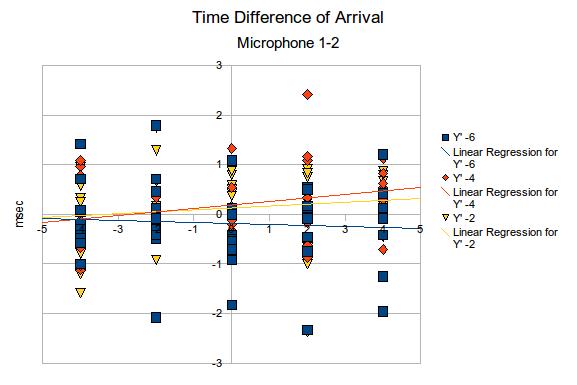 Time Difference of Arrival
Microphone 1-2
3
2
1
0
-1
-2
-3
-5
-3
-1
1
3
5
msec
Y' -6
Linear Regression for
Y' -6
Y' -4
Linear Regression for
Y' -4
Y' -2
Linear Regression for
Y' -2